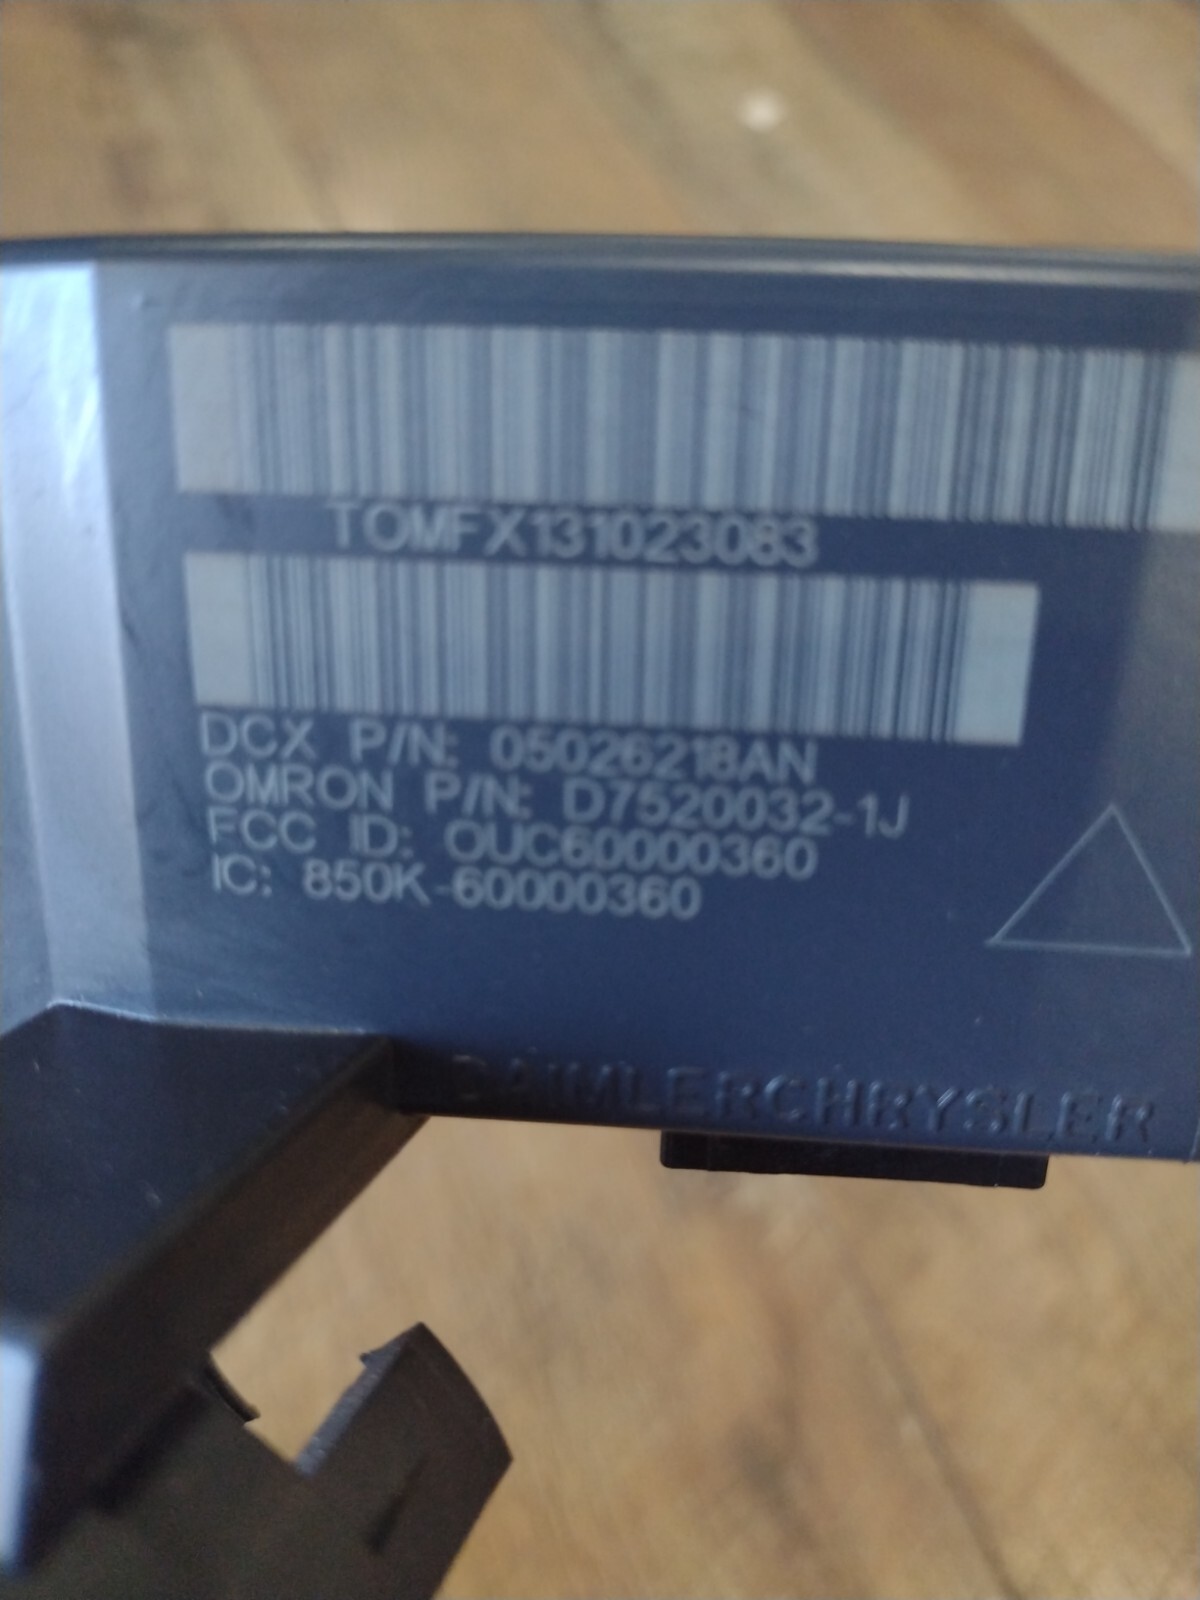 TOMFX131023083
DCX P/N: 05026218AN
OMRON P/N: D7520032-1J
FCC ID: OUC60000360
IC: 850K-60000360
DAIMLERCHRYSLER